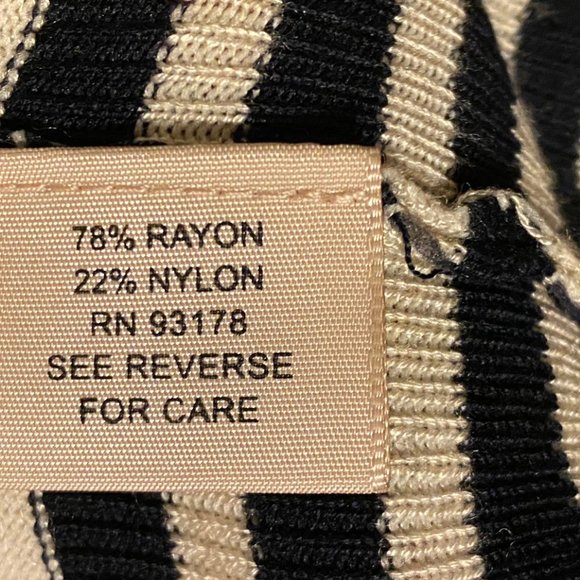 78% RAYON
22% NYLON
RN 93178
SEE REVERSE
FOR CARE